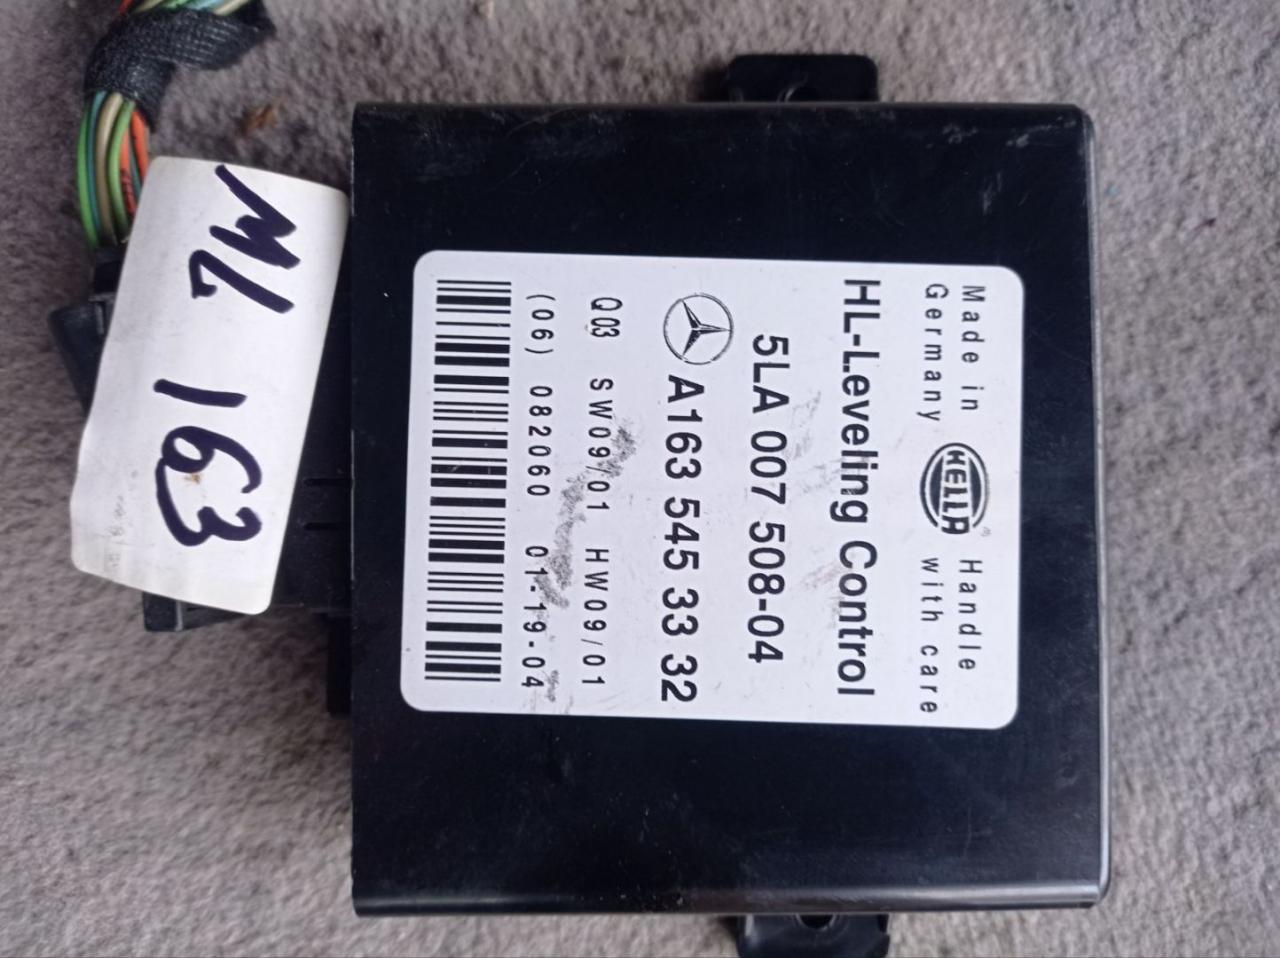 Made in
Germany
HELLA
®
Handle
with care
HL-Leveling Control
5LA 007 508-04
A163 545 33 32
Q03 SW09/01 HW09/01
(06) 082060 01-19-04
ML 163